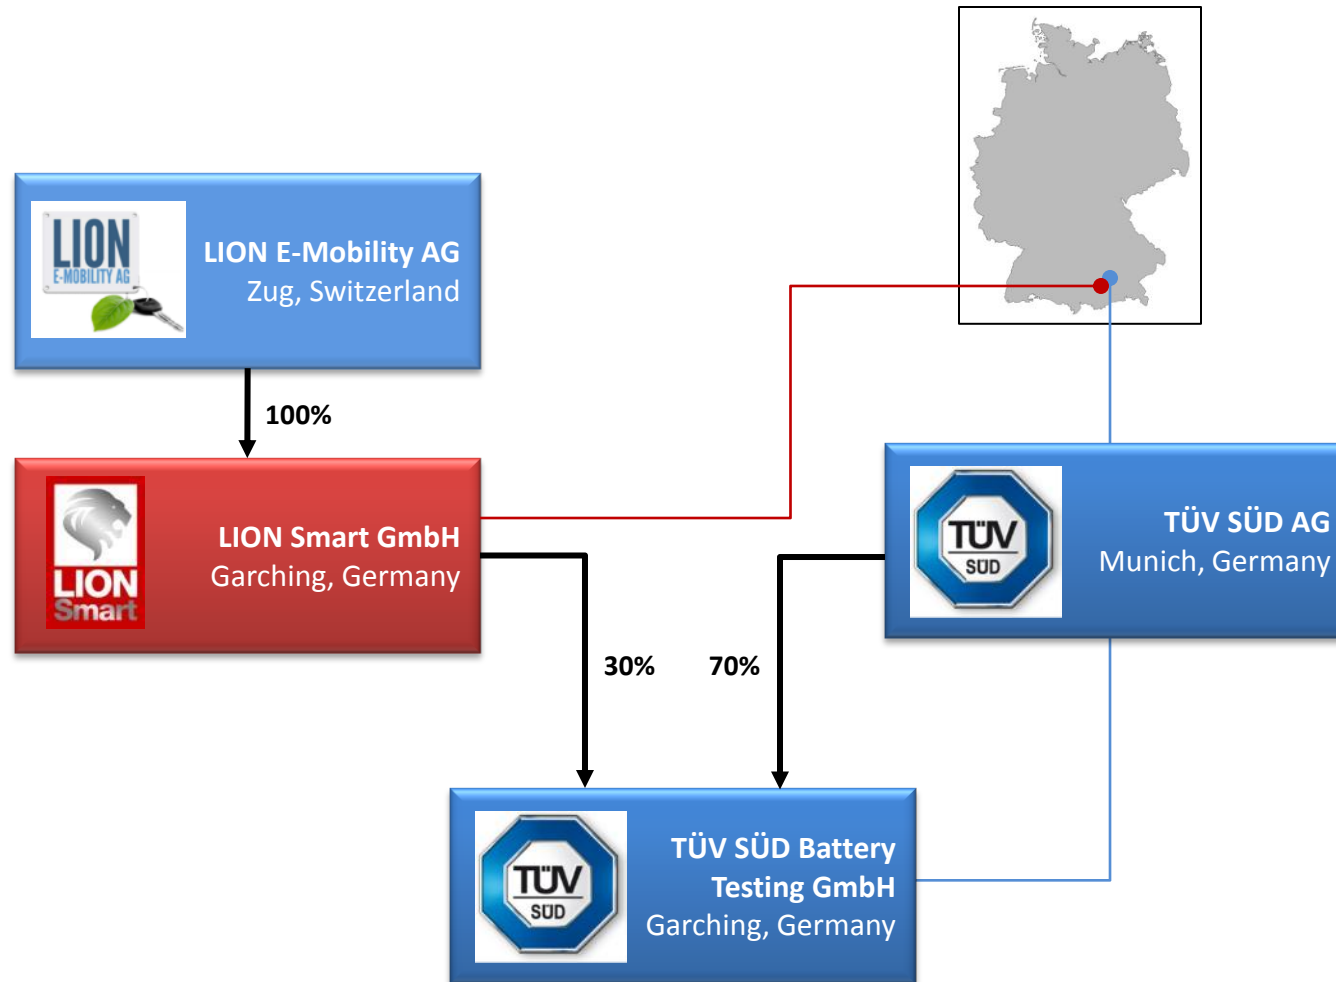 LION
E-MOBILITY AG
LION E-Mobility AG
Zug, Switzerland
100%
LION
Smart
LION Smart GmbH
Garching, Germany
TÜV
SÜD
TÜV SÜD AG
Munich, Germany
30%
70%
TÜV
SÜD
TÜV SÜD Battery
Testing GmbH
Garching, Germany